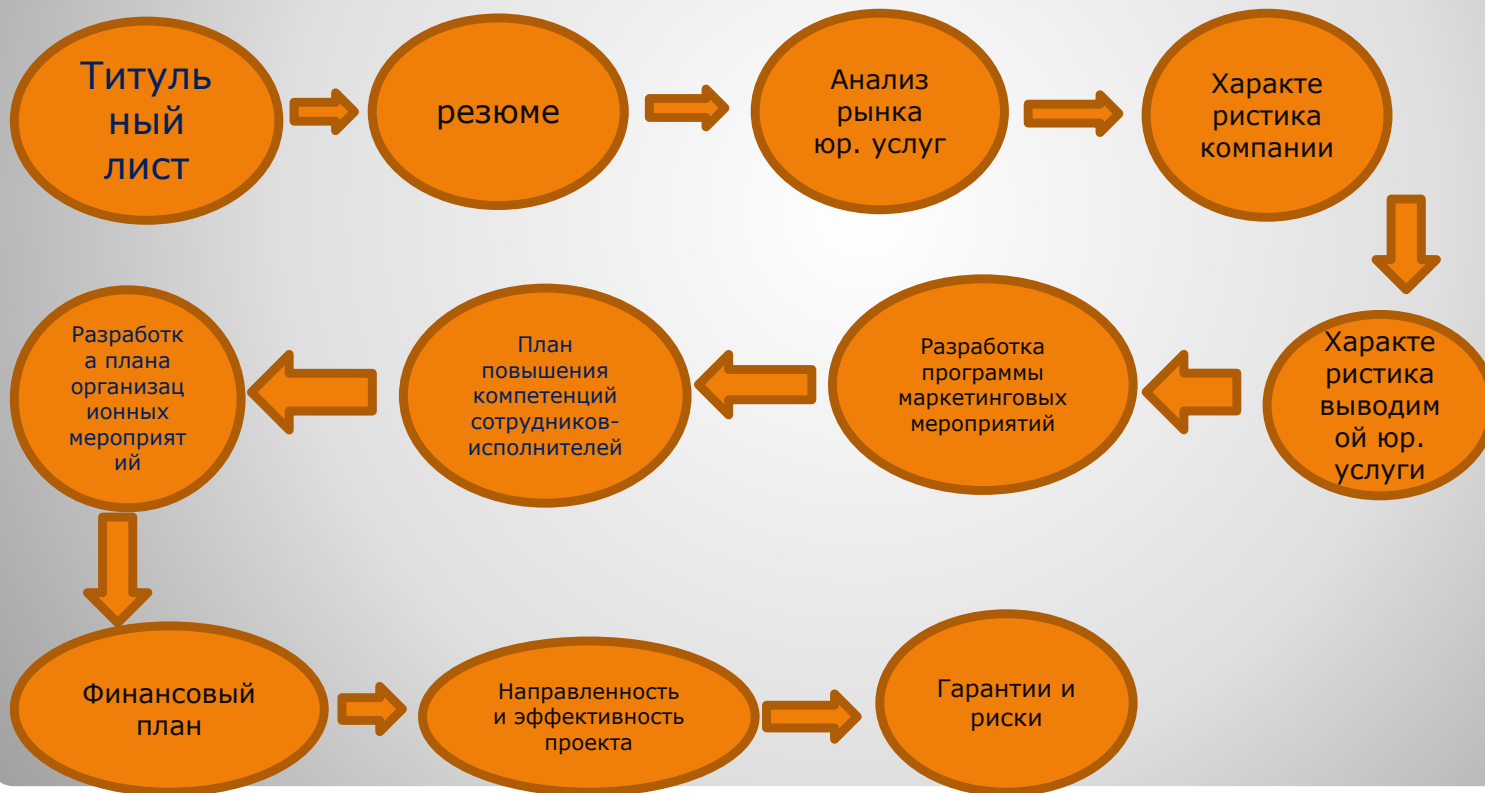 Титуль
ный
лист
резюме
Анализ
рынка
юр. услуг
Характе
ристика
компании
Характе
ристика
выводим
ой юр.
услуги
Разработка
программы
маркетинговых
мероприятий
План
повышения
компетенций
сотрудников-
исполнителей
Разработк
а плана
организац
ионных
мероприят
ий
Финансовый
план
Направленность
и эффективность
проекта
Гарантии и
риски